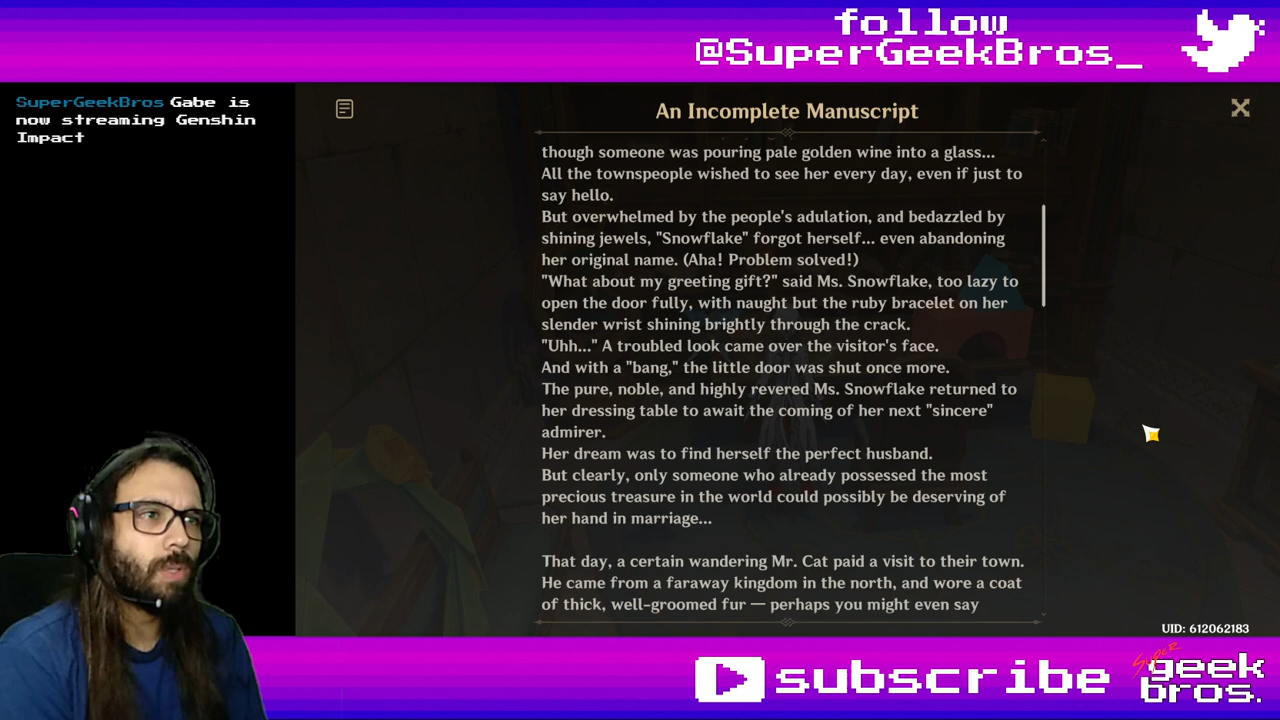 follow
@SuperGeekBros_
SuperGeekBros Gabe is
now streaming Genshin
Impact
An Incomplete Manuscript
though someone was pouring pale golden wine into a glass...
All the townspeople wished to see her every day, even if just to
say hello.
But overwhelmed by the people's adulation, and bedazzled by
shining jewels, "Snowflake" forgot herself... even abandoning
her original name. (Aha! Problem solved!)
"What about my greeting gift?" said Ms. Snowflake, too lazy to
open the door fully, with naught but the ruby bracelet on her
slender wrist shining brightly through the crack.
"Uhh..." A troubled look came over the visitor's face.
And with a "bang," the little door was shut once more.
The pure, noble, and highly revered Ms. Snowflake returned to
her dressing table to await the coming of her next "sincere"
admirer.
Her dream was to find herself the perfect husband.
But clearly, only someone who already possessed the most
precious treasure in the world could possibly be deserving of
her hand in marriage...
That day, a certain wandering Mr. Cat paid a visit to their town.
He came from a faraway kingdom in the north, and wore a coat
of thick, well-groomed fur — perhaps you might even say
UID: 612062183
subscribe
super
geek
bros.